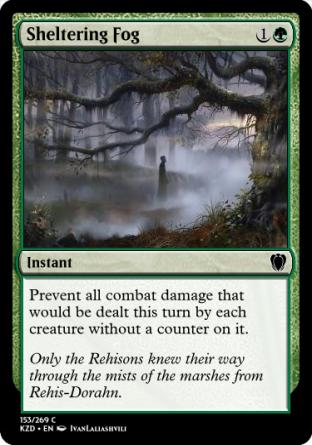 Sheltering Fog 1
Instant
Prevent all combat damage that
would be dealt this turn by each
creature without a counter on it.
Only the Rehisons knew their way
through the mists of the marshes from
Rehis-Dorahn.
153/269 C
KZD • EN IvanLaliashvili